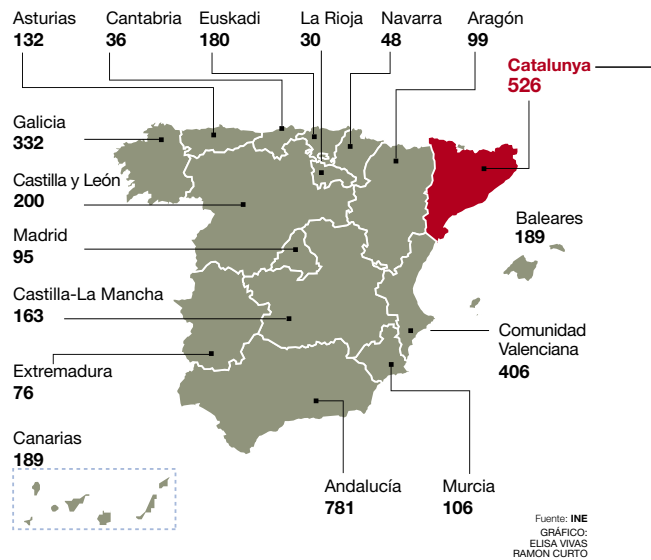 Asturias
132
Cantabria
36
Euskadi
180
La Rioja
30
Navarra
48
Aragón
99
Catalunya
526
Galicia
332
Castilla y León
200
Madrid
95
Castilla-La Mancha
163
Extremadura
76
Canarias
189
Baleares
189
Comunidad
Valenciana
406
Andalucía
781
Murcia
106
Fuente: INE
GRÁFICO:
ELISA VIVAS
RAMON CURTO